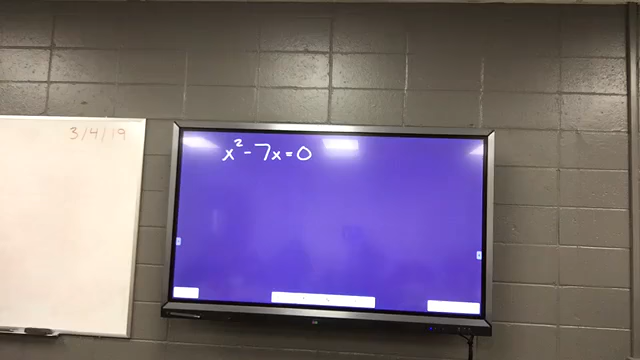 3/4/19
x² - 7x = 0